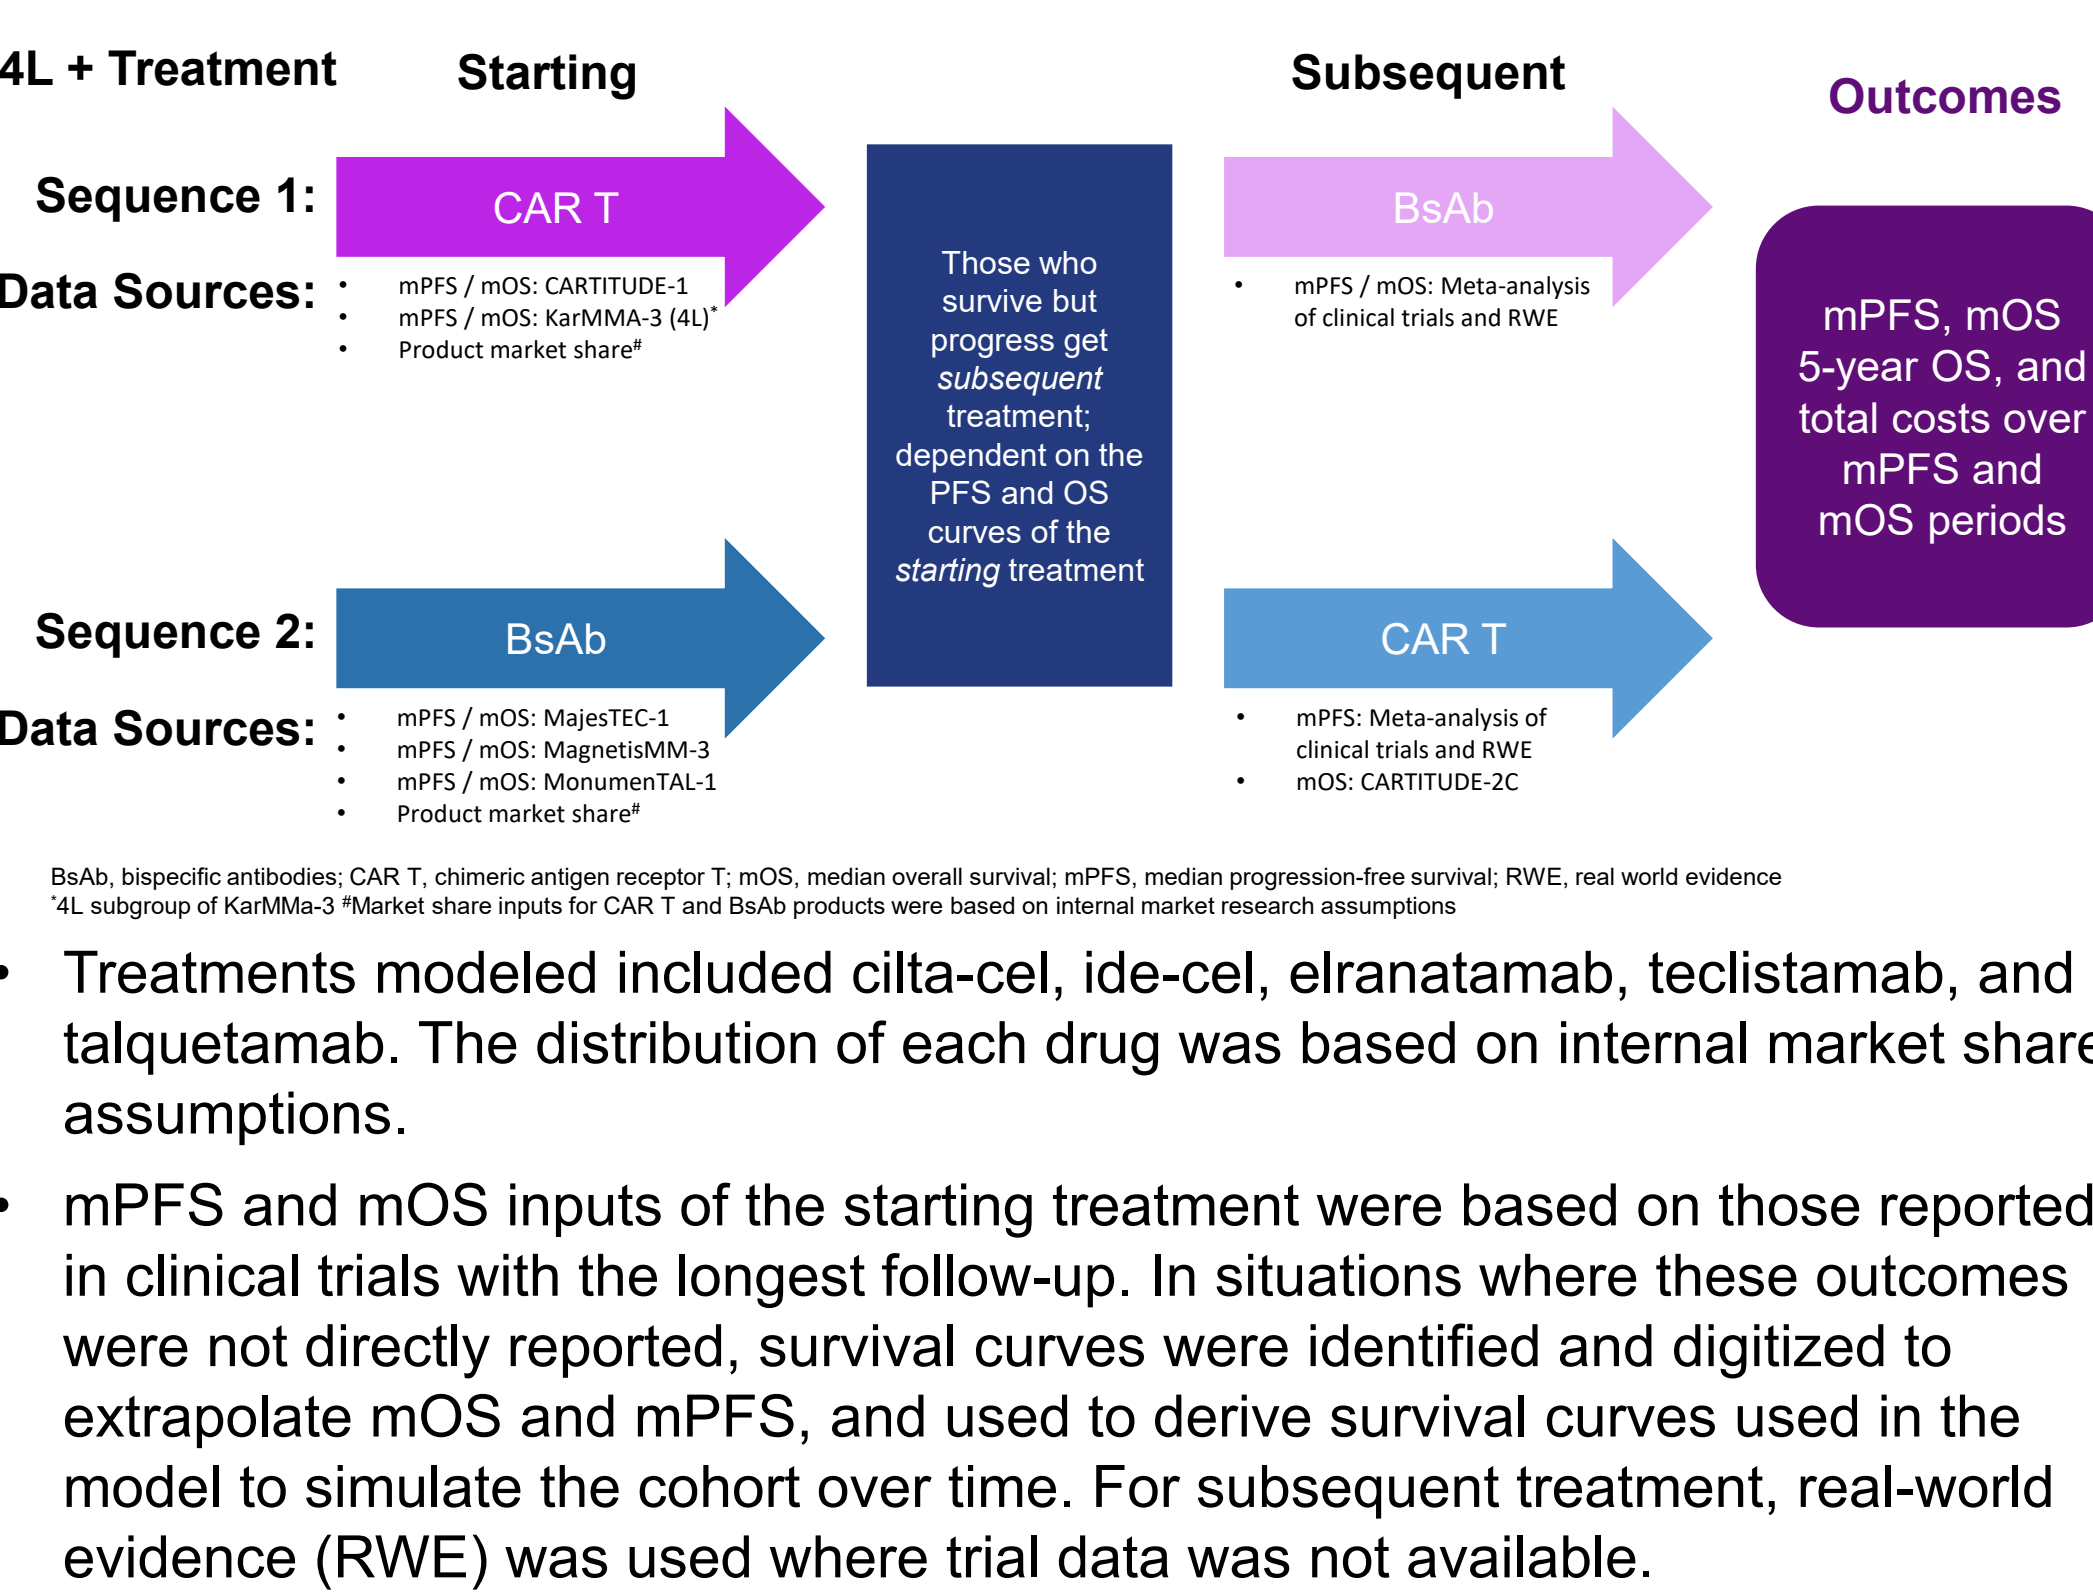 4L + Treatment
Starting
Subsequent
Outcomes
Sequence 1:
CAR T
BsAb
Data Sources:
• mPFS / mOS: CARTITUDE-1
• mPFS / mOS: KarMMA-3 (4L)*
• Product market share#
Those who
survive but
progress get
subsequent
treatment;
dependent on the
PFS and OS
curves of the
starting treatment
• mPFS / mOS: Meta-analysis
of clinical trials and RWE
mPFS, mOS
5-year OS, and
total costs over
mPFS and
mOS periods
Sequence 2:
BsAb
CAR T
Data Sources:
• mPFS / mOS: MajesTEC-1
• mPFS / mOS: MagnetisMM-3
• mPFS / mOS: MonumenTAL-1
• Product market share#
• mPFS: Meta-analysis of
clinical trials and RWE
• mOS: CARTITUDE-2C
BsAb, bispecific antibodies; CAR T, chimeric antigen receptor T; mOS, median overall survival; mPFS, median progression-free survival; RWE, real world evidence
*4L subgroup of KarMMa-3 #Market share inputs for CAR T and BsAb products were based on internal market research assumptions
• Treatments modeled included cilta-cel, ide-cel, elranatamab, teclistamab, and
talquetamab. The distribution of each drug was based on internal market share
assumptions.
• mPFS and mOS inputs of the starting treatment were based on those reported
in clinical trials with the longest follow-up. In situations where these outcomes
were not directly reported, survival curves were identified and digitized to
extrapolate mOS and mPFS, and used to derive survival curves used in the
model to simulate the cohort over time. For subsequent treatment, real-world
evidence (RWE) was used where trial data was not available.